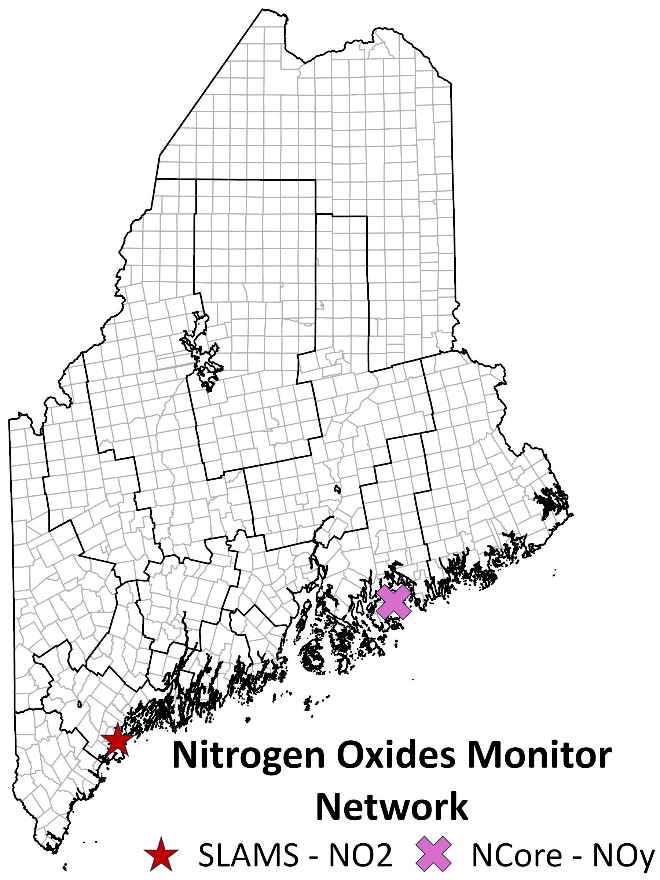 Nitrogen Oxides Monitor
Network
SLAMS - NO2 NCore - NOy